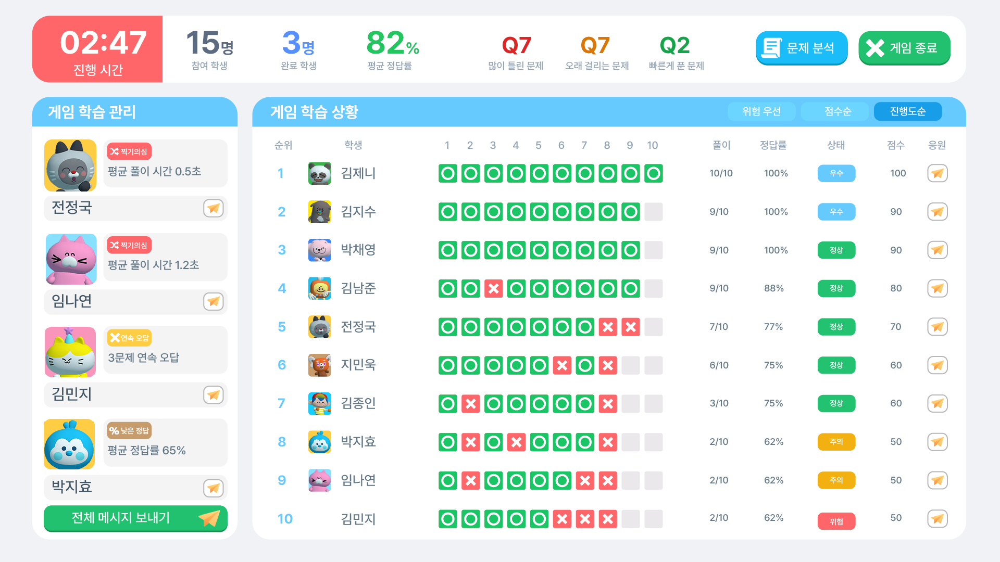 02:47
진행 시간
15명
참여 학생
3명
완료 학생
82%
평균 정답률
Q7
많이 틀린 문제
Q7
오래 걸리는 문제
Q2
빠른게 푼 문제
문제 분석
게임 종료
게임 학습 관리
찍기의심
평균 풀이 시간 0.5초
전정국
찍기의심
평균 풀이 시간 1.2초
임나연
연속 오답
3문제 연속 오답
김민지
% 낮은 정답
평균 정답률 65%
박지효
전체 메시지 보내기
게임 학습 상황
위험 우선
점수순
진행도순
순위 학생 1 2 3 4 5 6 7 8 9 10 풀이 정답률 상태 점수 응원
1 김제니 10/10 100% 우수 100
2 김지수 9/10 100% 우수 90
3 박채영 9/10 100% 정상 90
4 김남준 9/10 88% 정상 80
5 전정국 7/10 77% 정상 70
6 지민욱 6/10 75% 정상 60
7 김종인 3/10 75% 정상 60
8 박지효 2/10 62% 주의 50
9 임나연 2/10 62% 주의 50
10 김민지 2/10 62% 위험 50